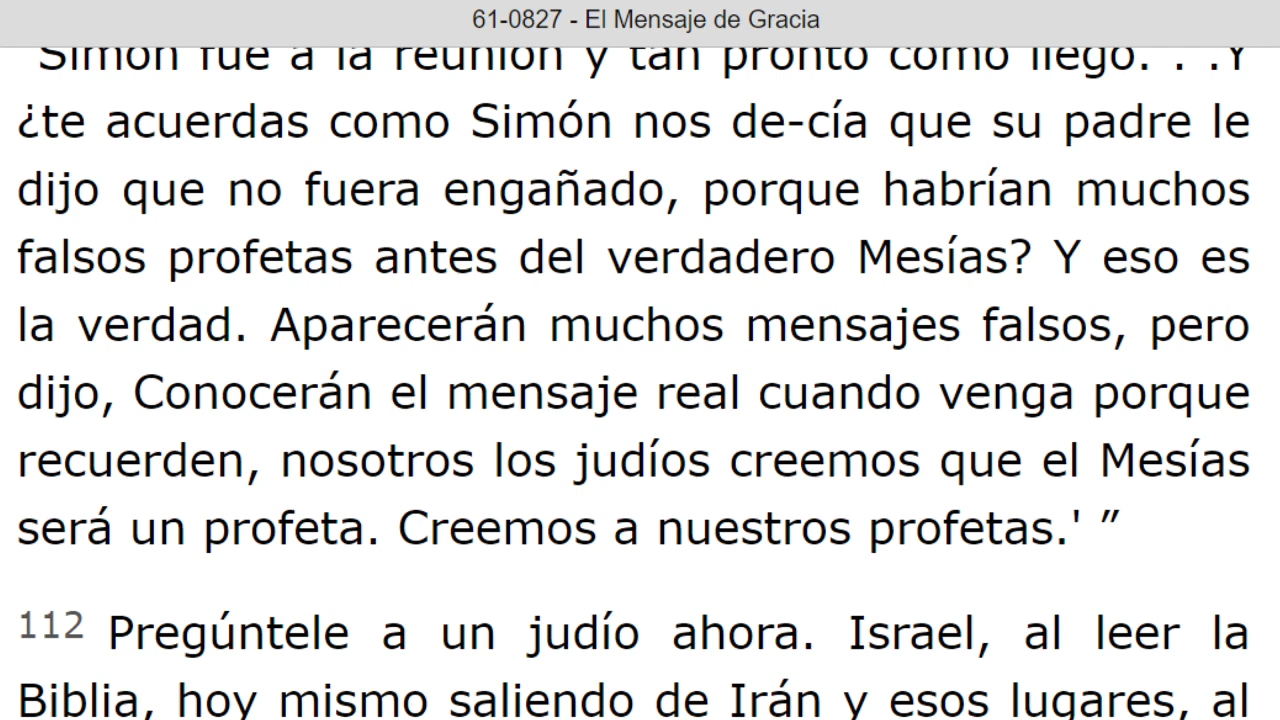 61-0827 - El Mensaje de Gracia
Simón fue a la reunión y tan pronto como llegó. . .Y
¿te acuerdas como Simón nos de-cía que su padre le
dijo que no fuera engañado, porque habrían muchos
falsos profetas antes del verdadero Mesías? Y eso es
la verdad. Aparecerán muchos mensajes falsos, pero
dijo, Conocerán el mensaje real cuando venga porque
recuerden, nosotros los judíos creemos que el Mesías
será un profeta. Creemos a nuestros profetas.' ”
112 Pregúntele a un judío ahora. Israel, al leer la
Biblia, hoy mismo saliendo de Irán y esos lugares, al